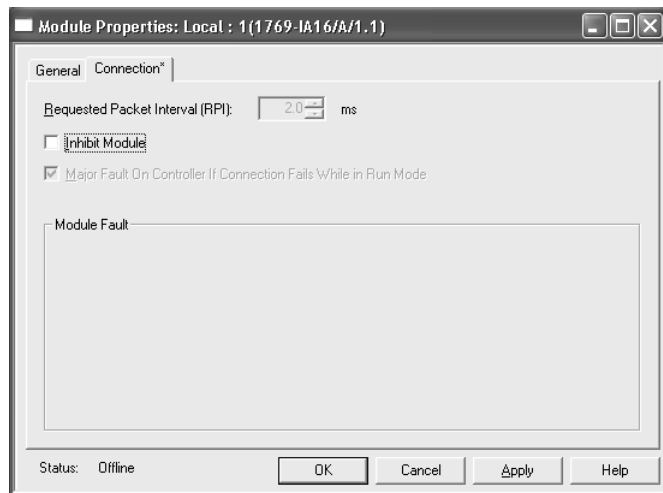 Module Properties: Local : 1(1769-IA16/A/1.1)
General Connection*
Requested Packet Interval (RPI): 2.0 ms
Inhibit Module
Major Fault On Controller If Connection Fails While in Run Mode
Module Fault
Status: Offline OK Cancel Apply Help